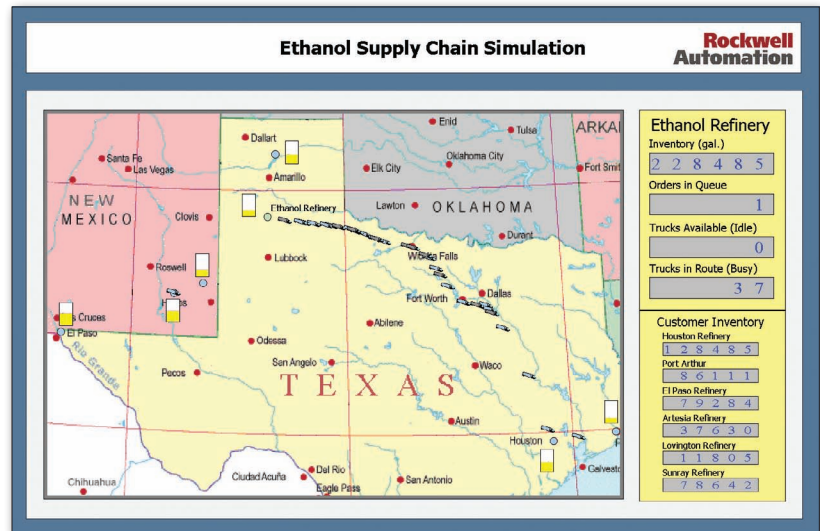 Ethanol Supply Chain Simulation
Rockwell
Automation
Ethanol Refinery
Inventory (gal.)
228485
Orders in Queue
1
Trucks Available (Idle)
0
Trucks in Route (Busy)
37
Customer Inventory
Houston Refinery
128485
Port Arthur
86111
El Paso Refinery
79284
Artesia Refinery
37630
Lovington Refinery
11805
Sunray Refinery
78642
Enid
Tulsa
ARKA
Dallart
Santa Fe
Las Vegas
Oklahoma City
Elk City
Fort Smit
Amarillo
NEW
MEXICO
Clovis
Ethanol Refinery
Lawton
OKLAHOMA
Durant
Lubbock
Falls
Roswell
Fort Worth
Dallas
Cruces
El Paso
Abilene
Odessa
Rio Grande
Pecos
San Angelo
Waco
TEXAS
Austin
Houston
Galvest
Chihuahua
Ciudad Acuña
Del Rio
Eagle Pass
San Antonio